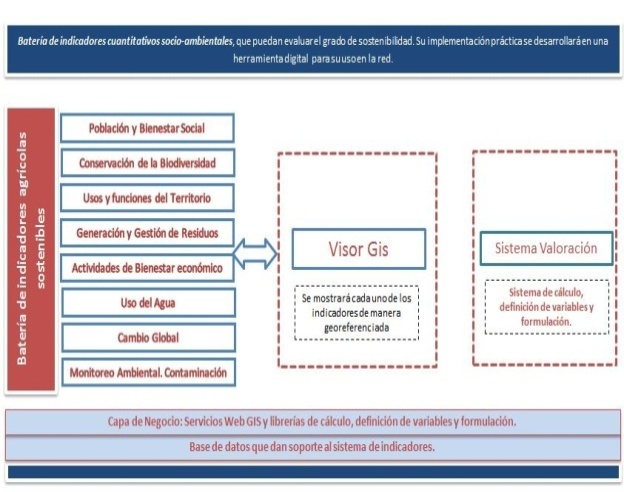 Batería de indicadores cuantitativos socio-ambientales, que puedan evaluar el grado de sostenibilidad. Su implementación práctica se desarrollará en una
herramienta digital para su uso en la red.
Batería de indicadores agrícolas
sostenibles
Población y Bienestar Social
Conservación de la Biodiversidad
Usos y funciones del Territorio
Generación y Gestión de Residuos
Actividades de Bienestar económico
Uso del Agua
Cambio Global
Monitoreo Ambiental. Contaminación
Visor Gis
Se mostrará cada uno de los
indicadores de manera
georeferenciada
Sistema Valoración
Sistema de cálculo,
definición de variables y
formulación.
Capa de Negocio: Servicios Web GIS y librerías de cálculo, definición de variables y formulación.
Base de datos que dan soporte al sistema de indicadores.